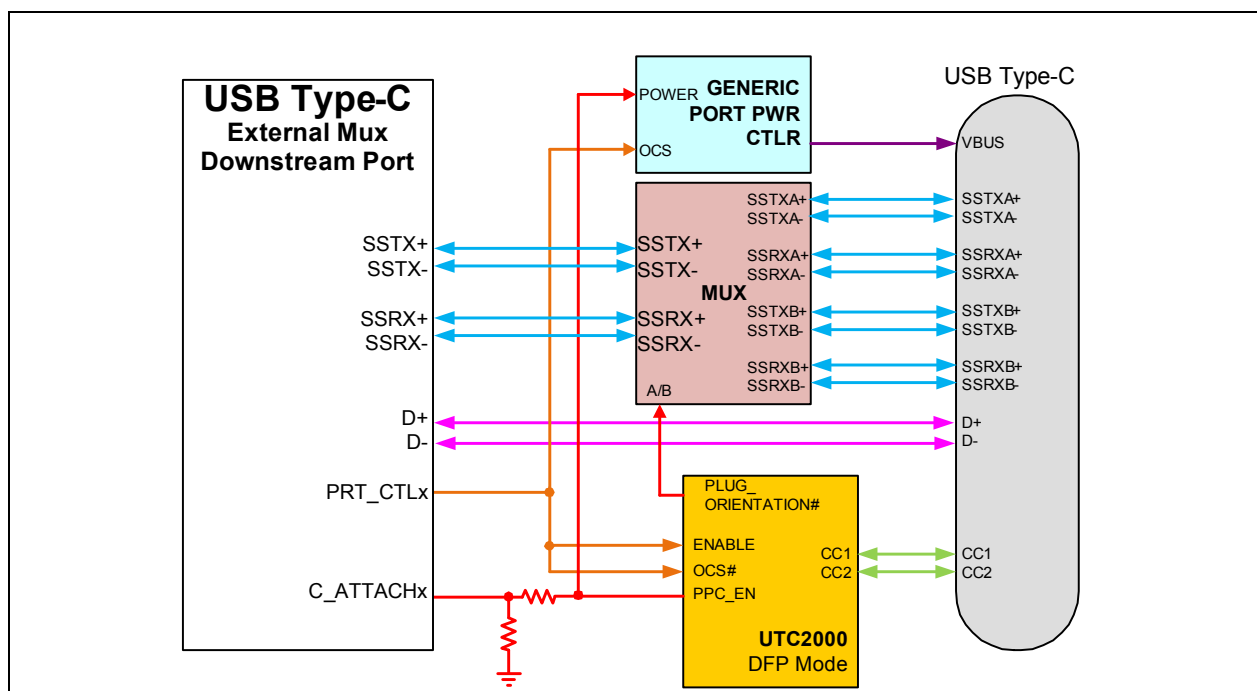 USB Type-C
External Mux
Downstream Port
SSTX+
SSTX-
SSRX+
SSRX-
D+
D-
PRT_CTLx
C_ATTACHx
POWER
GENERIC
PORT PWR
CTLR
OCS
SSTX+
SSTX-
SSRX+
SSRX-
MUX
A/B
SSTXA+
SSTXA-
SSRXA+
SSRXA-
SSTXB+
SSTXB-
SSRXB+
SSRXB-
PLUG_
ORIENTATION#
ENABLE
OCS#
PPC_EN
CC1
CC2
UTC2000
DFP Mode
USB Type-C
VBUS
SSTXA+
SSTXA-
SSRXA+
SSRXA-
SSTXB+
SSTXB-
SSRXB+
SSRXB-
D+
D-
CC1
CC2